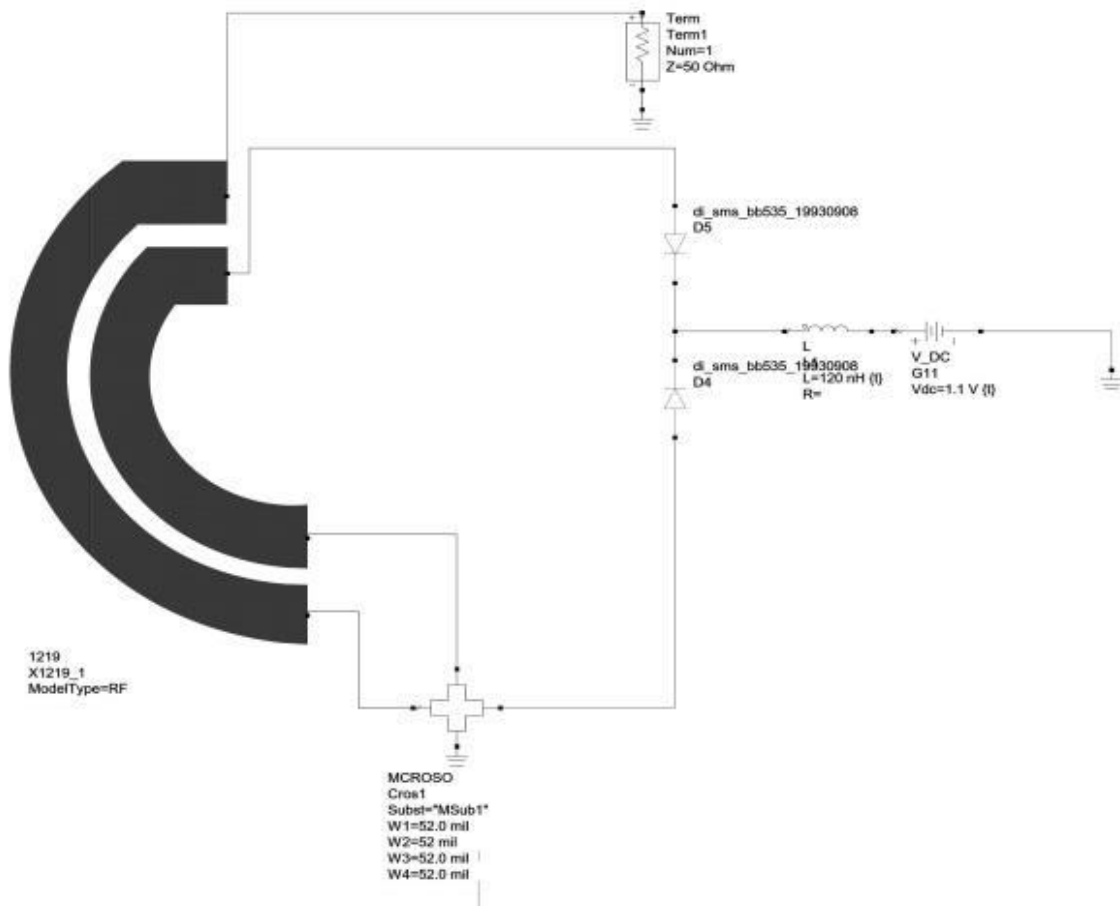 Term
Term1
Num=1
Z=50 Ohm
di_sms_bb535_19930908
D5
di_sms_bb535_19930908
D4
L
L=120 nH {t}
R=
V_DC
G11
Vdc=1.1 V {t}
1219
X1219_1
ModelType=RF
MCROSO
Cros1
Subst="MSub1"
W1=52.0 mil
W2=52 mil
W3=52.0 mil
W4=52.0 mil